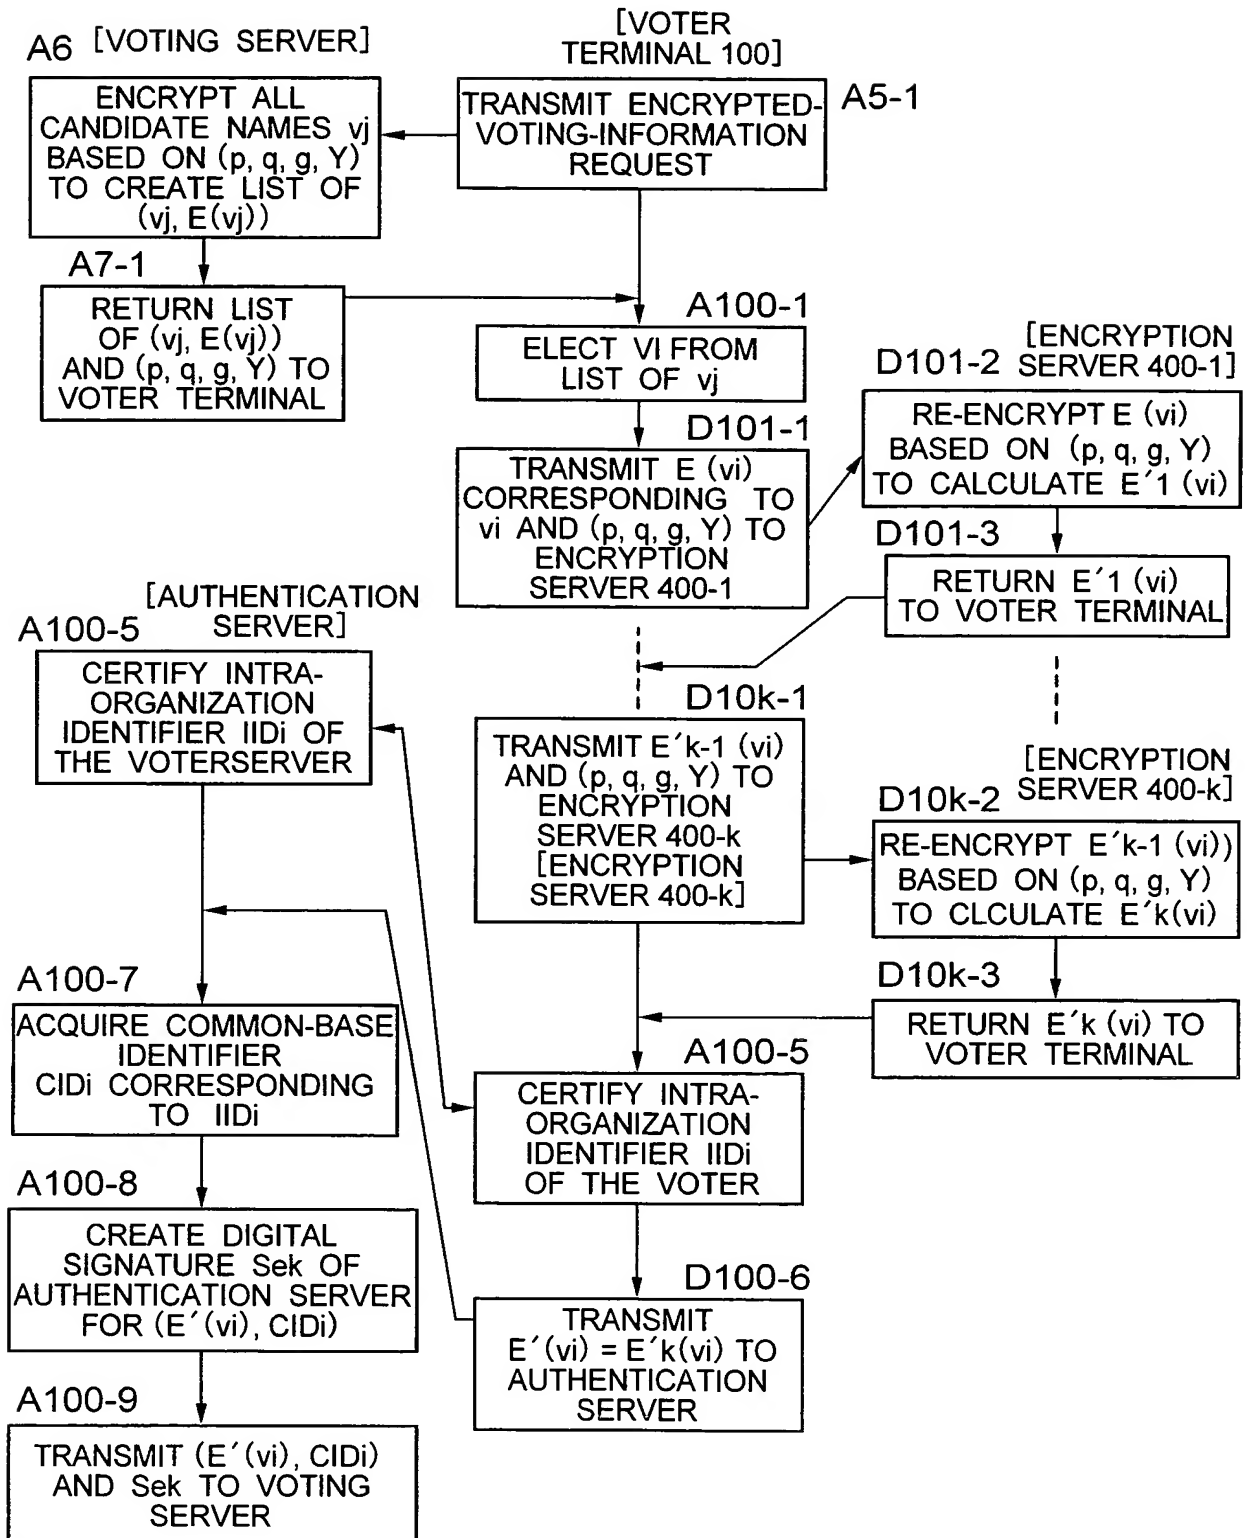 A6 [VOTING SERVER]
ENCRYPT ALL
CANDIDATE NAMES vj
BASED ON (p, q, g, Y)
TO CREATE LIST OF
(vj, E(vj))
[VOTER
TERMINAL 100]
A5-1
TRANSMIT ENCRYPTED-
VOTING-INFORMATION
REQUEST
A7-1
RETURN LIST
OF (vj, E(vj))
AND (p, q, g, Y) TO
VOTER TERMINAL
A100-1
ELECT VI FROM
LIST OF vj
D101-1
TRANSMIT E (vi)
CORRESPONDING TO
vi AND (p, q, g, Y) TO
ENCRYPTION
SERVER 400-1
D101-2 [ENCRYPTION
SERVER 400-1]
RE-ENCRYPT E (vi)
BASED ON (p, q, g, Y)
TO CALCULATE E′1 (vi)
D101-3
RETURN E′1 (vi)
TO VOTER TERMINAL
[AUTHENTICATION
SERVER]
A100-5
CERTIFY INTRA-
ORGANIZATION
IDENTIFIER IIDi OF
THE VOTERSERVER
D10k-1
TRANSMIT E′k-1 (vi)
AND (p, q, g, Y) TO
ENCRYPTION
SERVER 400-k
[ENCRYPTION
SERVER 400-k]
[ENCRYPTION
SERVER 400-k]
D10k-2
RE-ENCRYPT E′k-1 (vi))
BASED ON (p, q, g, Y)
TO CLCULATE E′k(vi)
D10k-3
RETURN E′k (vi) TO
VOTER TERMINAL
A100-7
ACQUIRE COMMON-BASE
IDENTIFIER
CIDi CORRESPONDING
TO IIDi
A100-5
CERTIFY INTRA-
ORGANIZATION
IDENTIFIER IIDi
OF THE VOTER
A100-8
CREATE DIGITAL
SIGNATURE Sek OF
AUTHENTICATION SERVER
FOR (E′(vi), CIDi)
D100-6
TRANSMIT
E′(vi) = E′k(vi) TO
AUTHENTICATION
SERVER
A100-9
TRANSMIT (E′(vi), CIDi)
AND Sek TO VOTING
SERVER